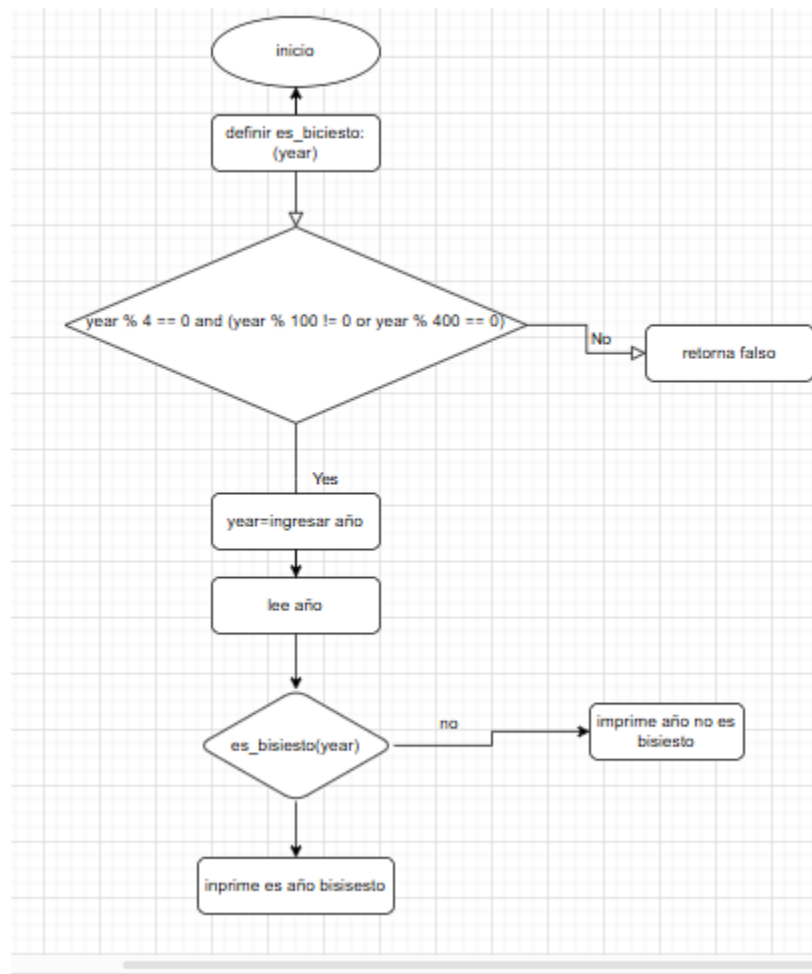 inicio
definir es_biciesto:
(year)
year % 4 == 0 and (year % 100 != 0 or year % 400 == 0)
No
retorna falso
Yes
year=ingresar año
lee año
es_bisiesto(year)
no
imprime año no es
bisiesto
inprime es año bisisesto